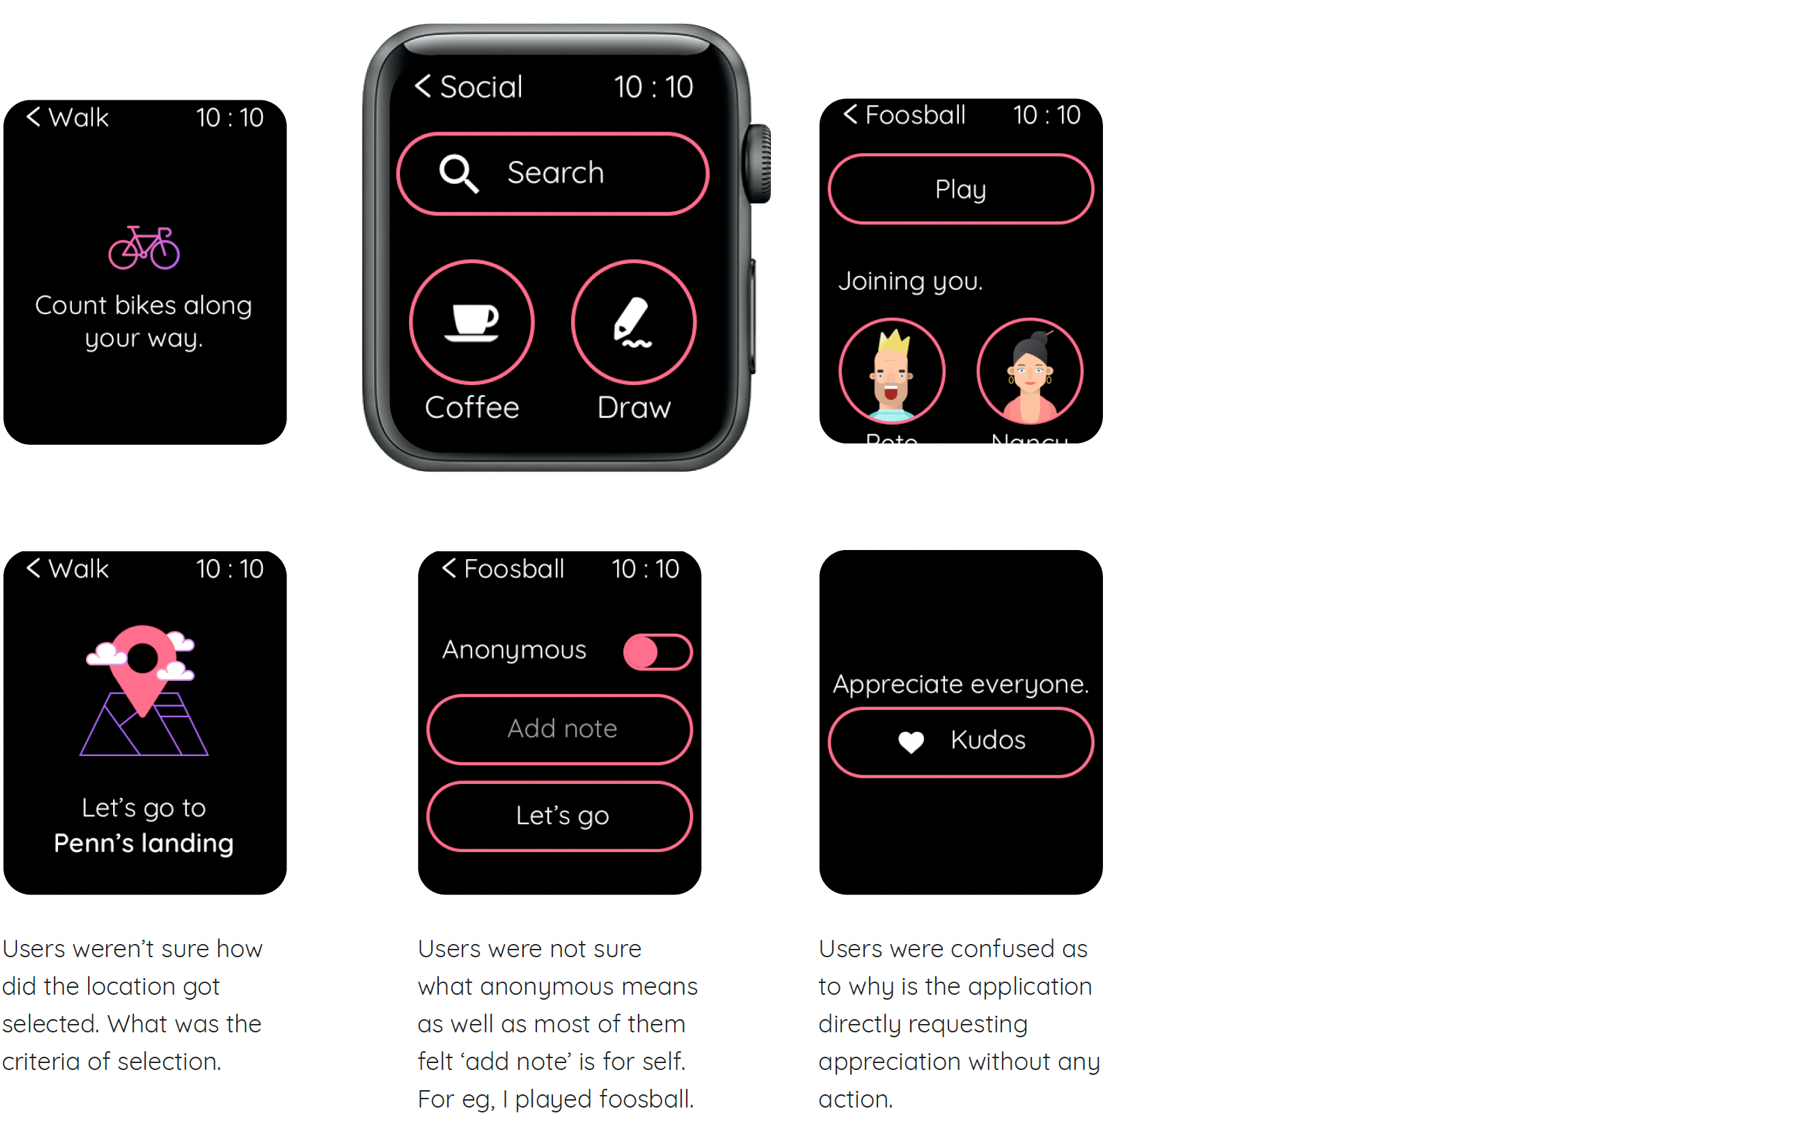 Walk 10 : 10
Count bikes along
your way.
Social 10 : 10
Search
Coffee Draw
Foosball 10 : 10
Play
Joining you.
Pete Nancy
Walk 10 : 10
Let's go to
Penn's landing
Users weren't sure how
did the location got
selected. What was the
criteria of selection.
Foosball 10 : 10
Anonymous
Add note
Let's go
Users were not sure
what anonymous means
as well as most of them
felt ‘add note’ is for self.
For eg, I played foosball.
Appreciate everyone.
Kudos
Users were confused as
to why is the application
directly requesting
appreciation without any
action.